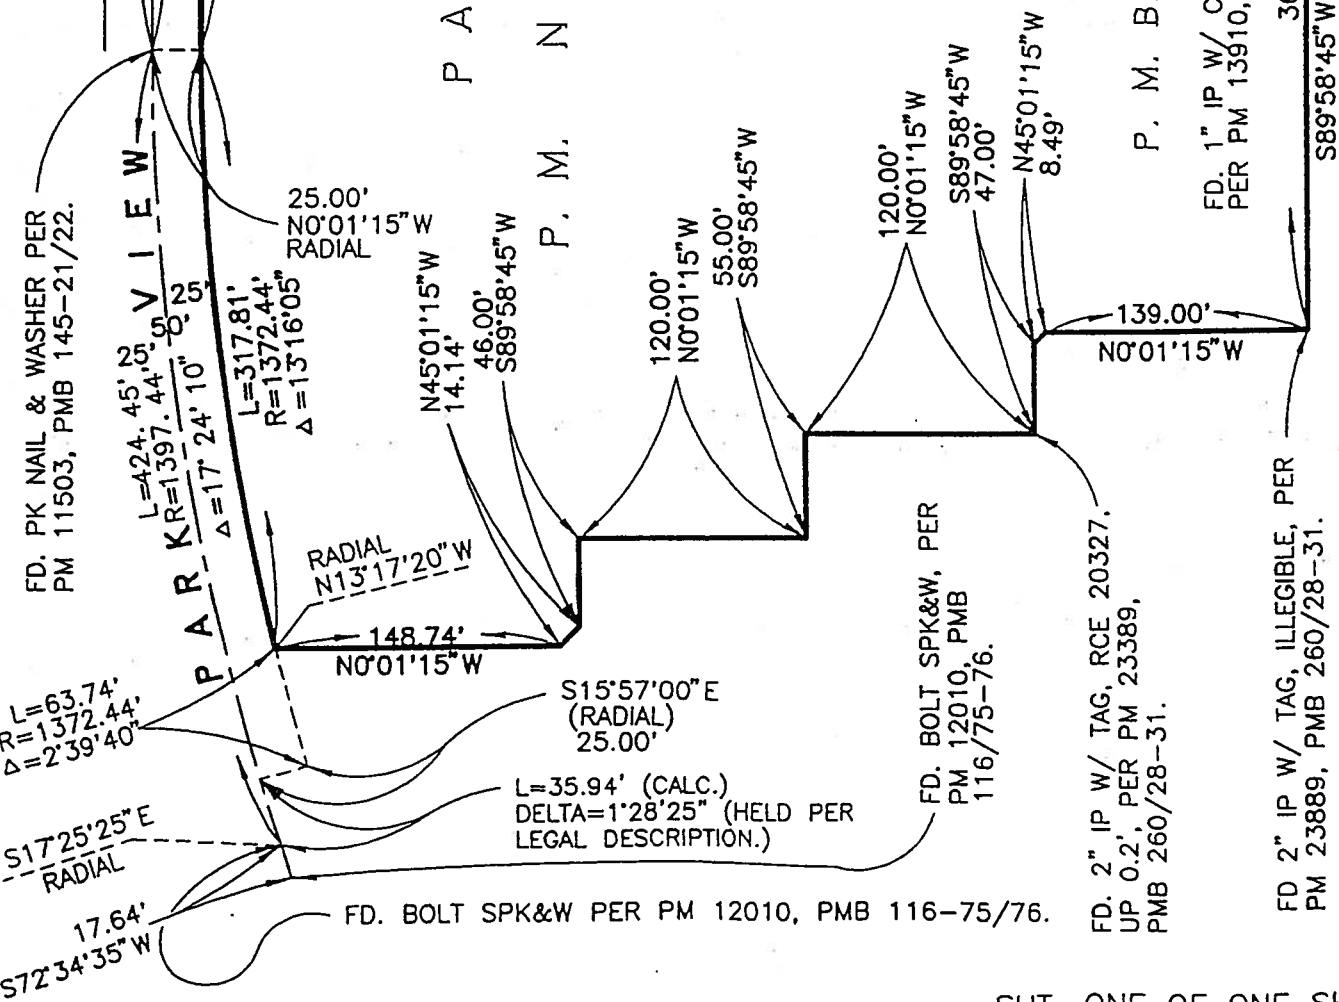 FD. PK NAIL & WASHER PER
PM 11503, PMB 145-21/22.
PARK VIEW
25.00'
N0°01'15"W
RADIAL
25'
50'
25'
L=424.45'
R=1397.44'
Δ=17°24'10"
L=317.81'
R=1372.44'
Δ=13°16'05"
P A
P. M. N
P. M. B.
N45°01'15"W
14.14'
46.00'
S89°58'45"W
120.00'
N0°01'15"W
55.00'
S89°58'45"W
120.00'
N0°01'15"W
S89°58'45"W
47.00'
N45°01'15"W
8.49'
FD. 1" IP W/
PER PM 13910,
S89°58'45"W
139.00'
N0°01'15"W
RADIAL
N13°17'20"W
148.74'
N0°01'15"W
L=63.74'
R=1372.44'
Δ=2°39'40"
S15°57'00"E
(RADIAL)
25.00'
L=35.94' (CALC.)
DELTA=1°28'25" (HELD PER
LEGAL DESCRIPTION.)
S17°25'25"E
RADIAL
17.64'
S72°34'35"W
FD. BOLT SPK&W PER PM 12010, PMB 116-75/76.
FD. BOLT SPK&W, PER
PM 12010, PMB
116/75-76.
FD. 2" IP W/ TAG, RCE 20327,
UP 0.2', PER PM 23389,
PMB 260/28-31.
FD 2" IP W/ TAG, ILLEGIBLE, PER
PM 23889, PMB 260/28-31.